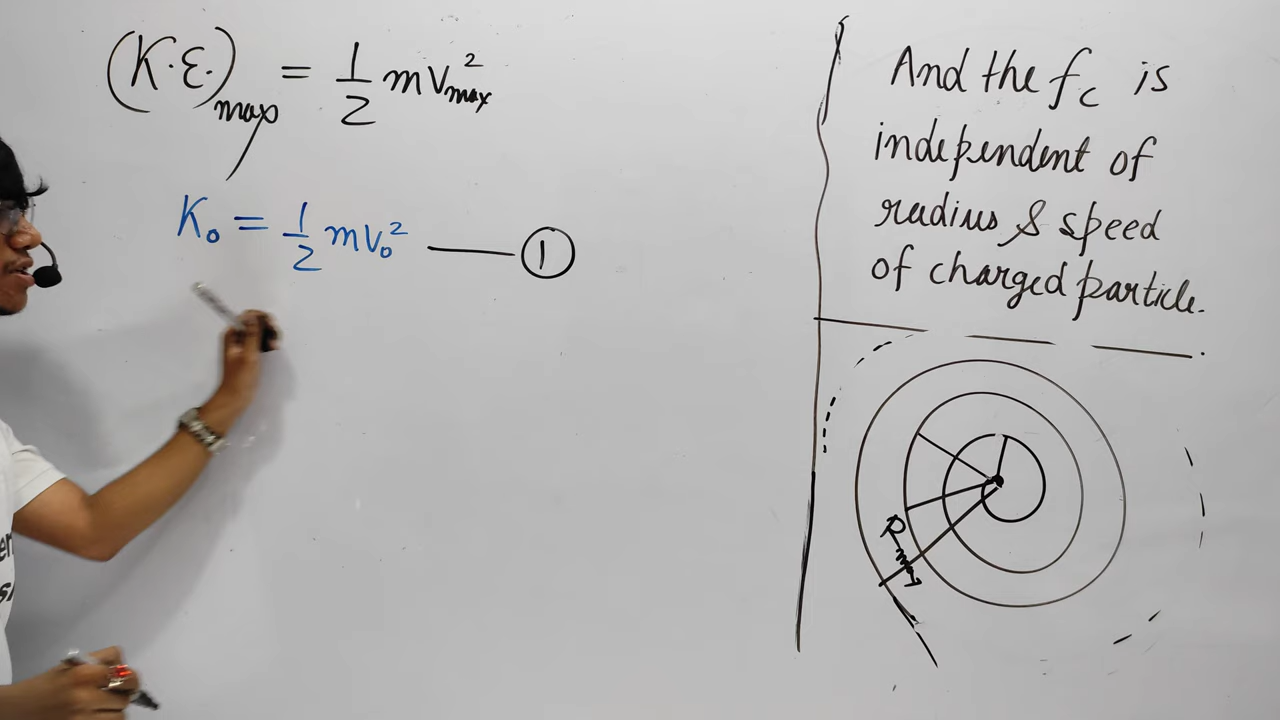 (K.E.)max = 1/2 mvmax²
K₀ = 1/2 mv₀² —— ①
And the fc is
independent of
radius & speed
of charged particle.
R